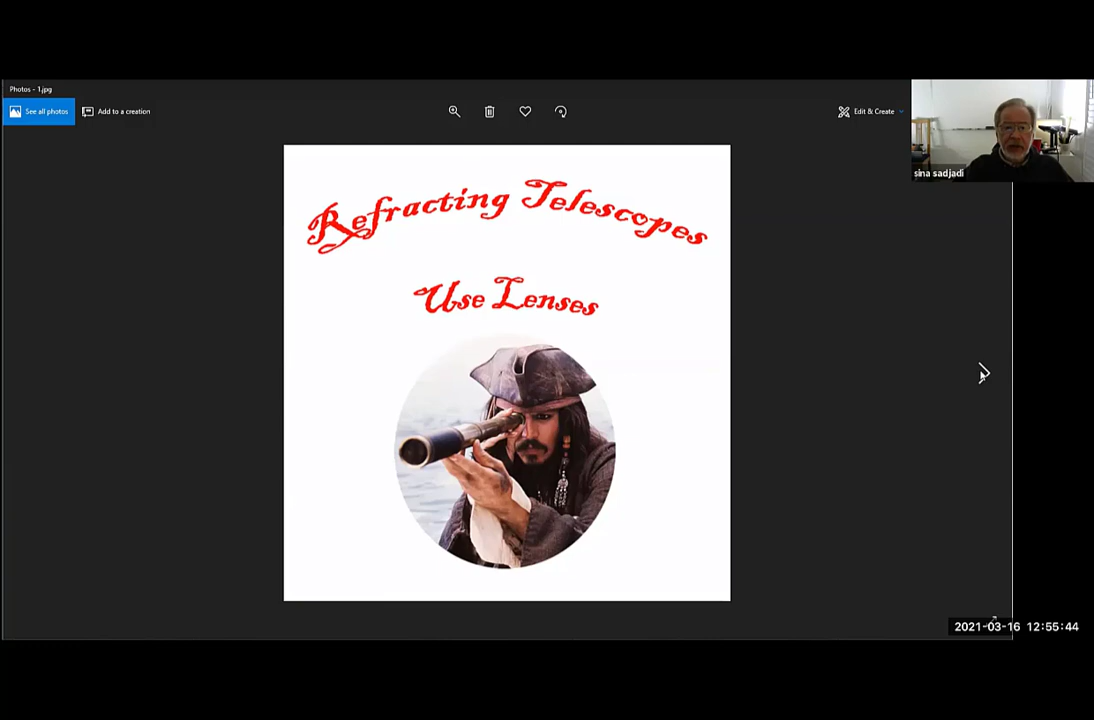 Photos - 1.jpg
See all photos
Add to a creation
Edit & Create
sina sadjadi
Refracting Telescopes
Use Lenses
2021-03-16 12:55:44